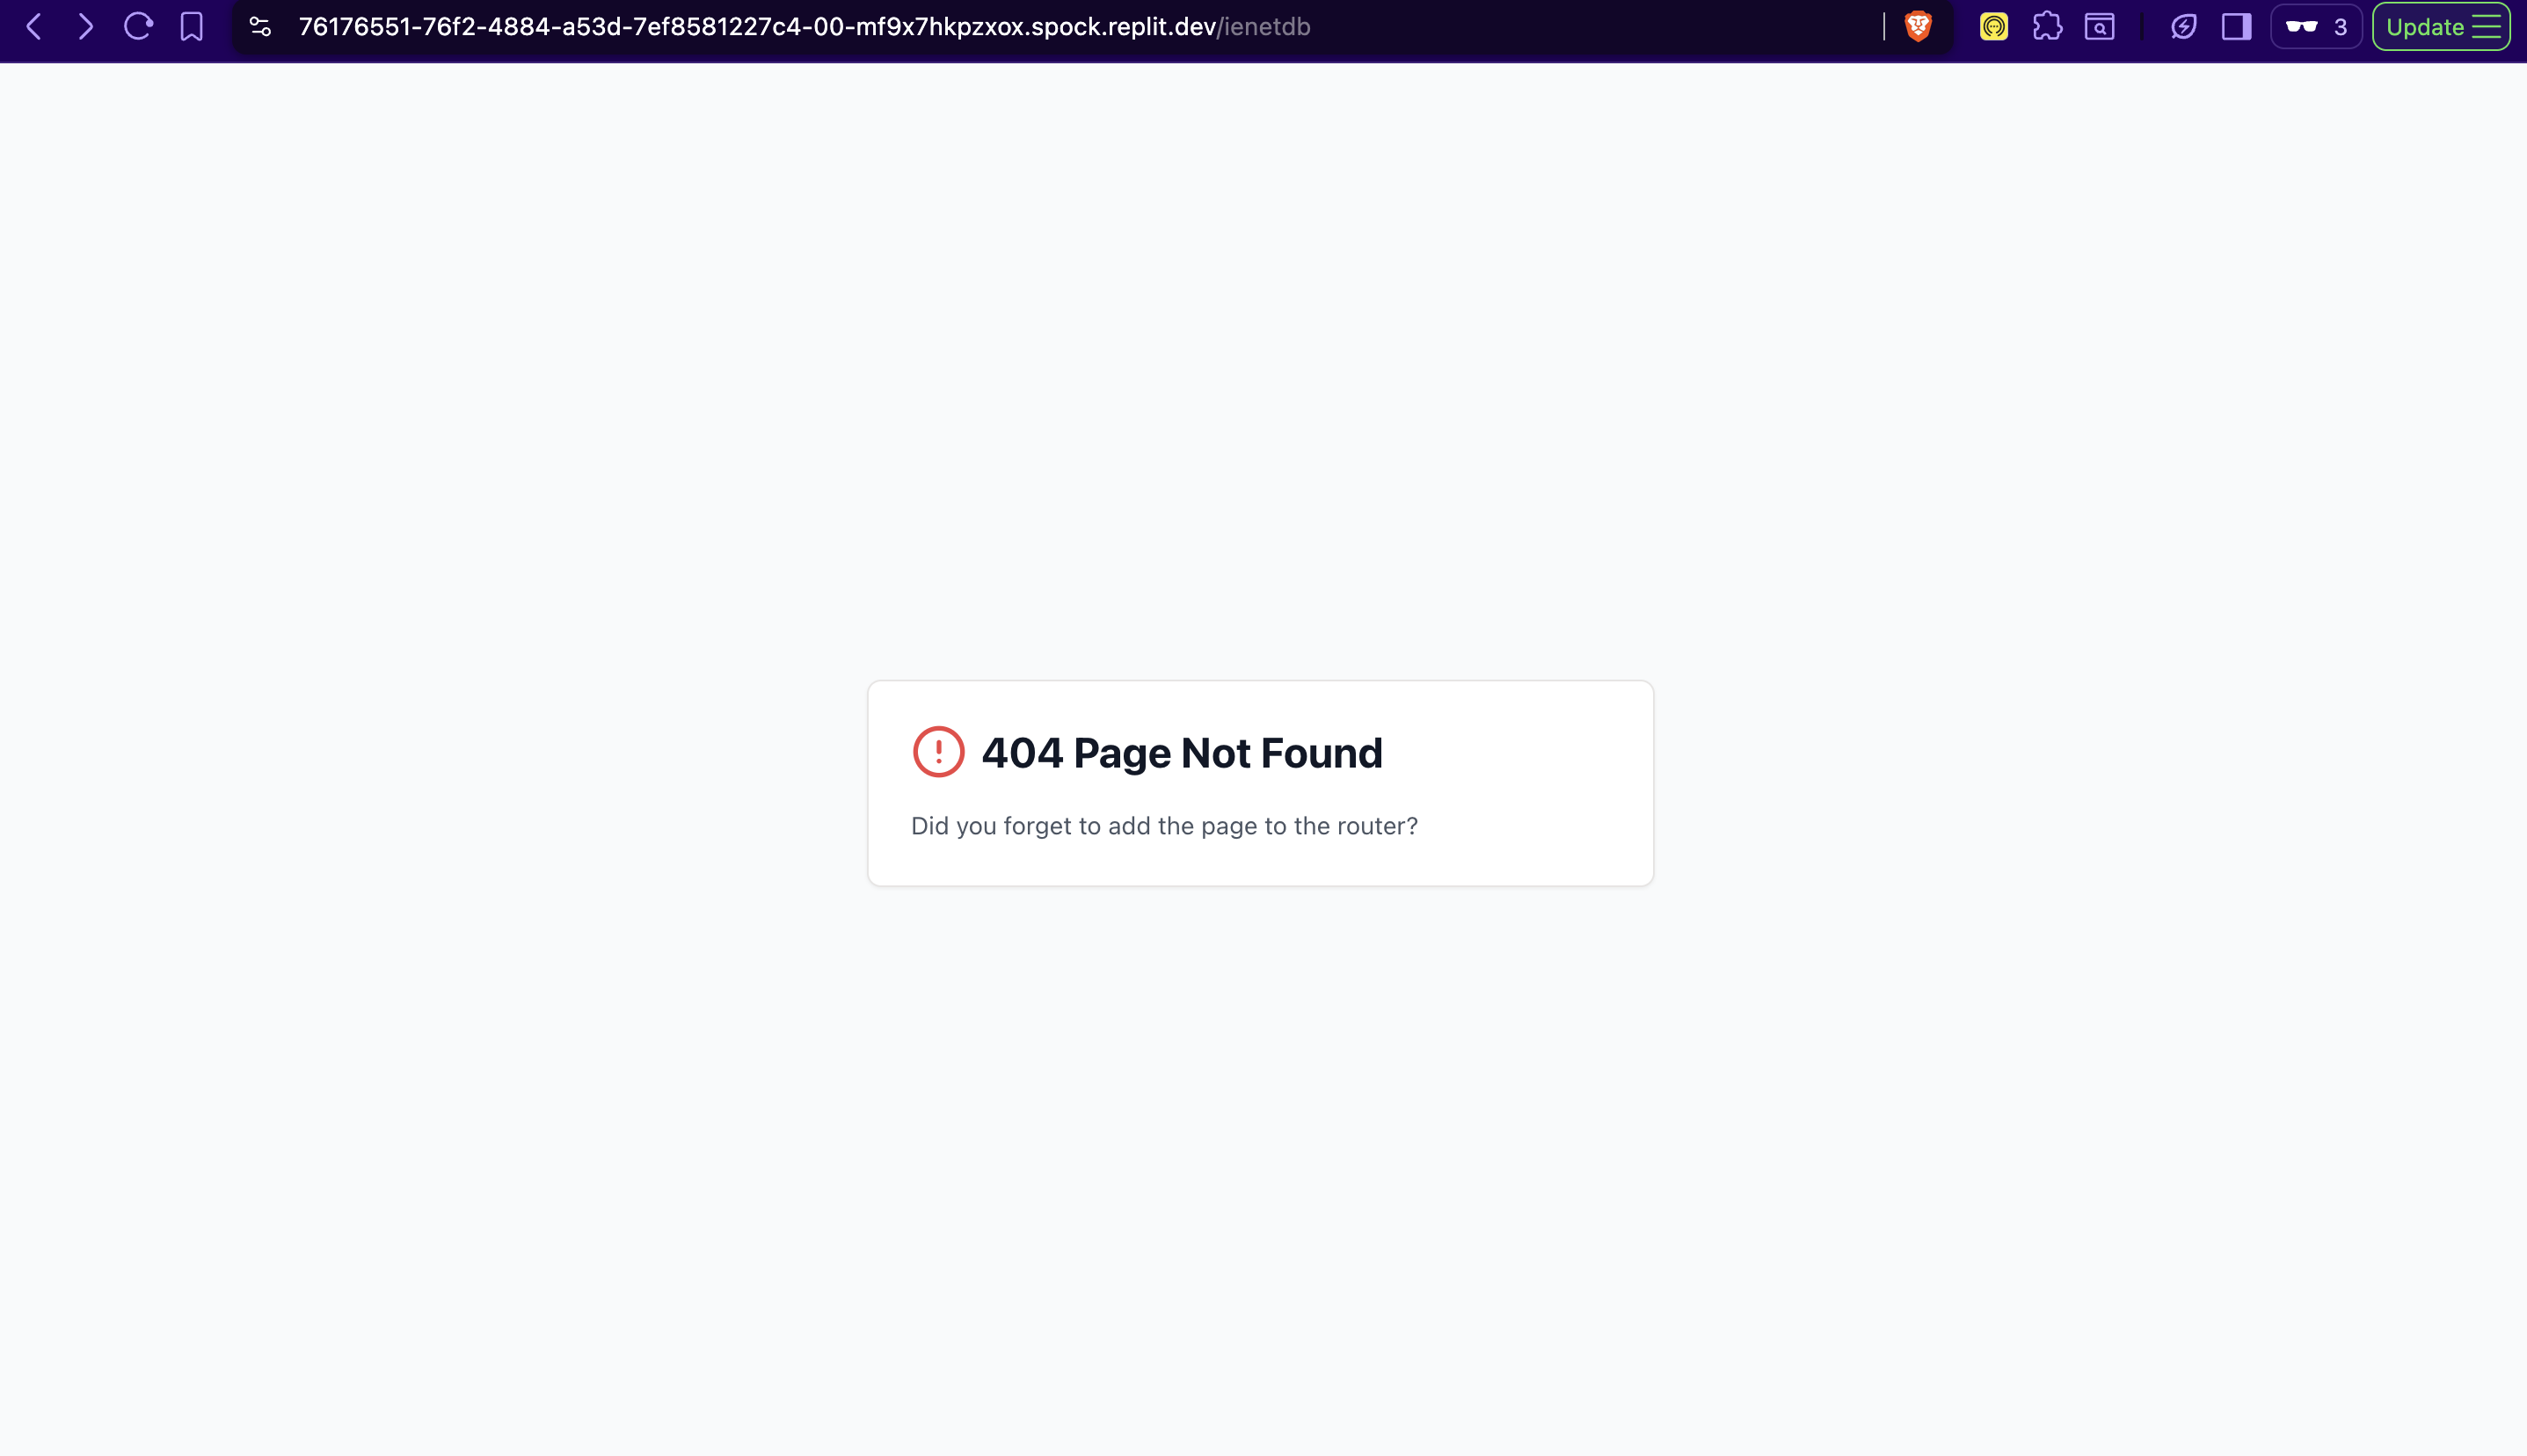 76176551-76f2-4884-a53d-7ef8581227c4-00-mf9x7hkpzxox.spock.replit.dev/ienetdb
3
Update
404 Page Not Found
Did you forget to add the page to the router?